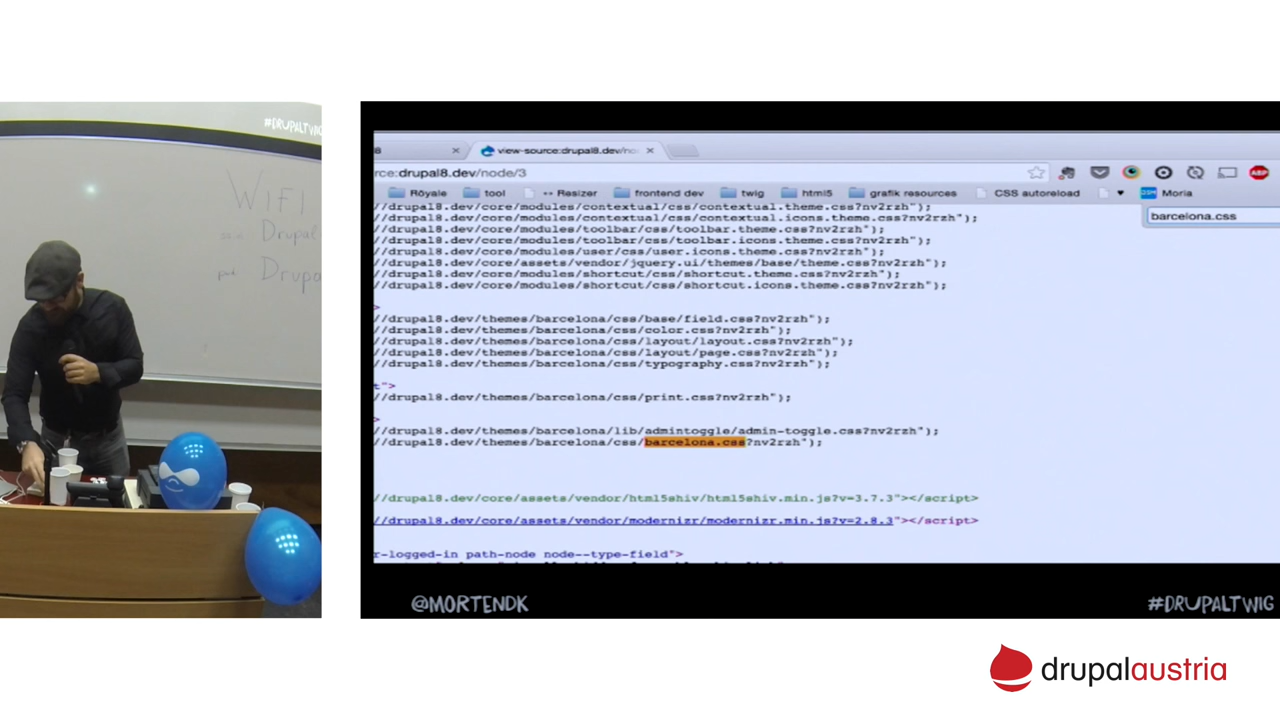 #DRUPALTWIG
WIFI
Drupal
Drupa
8
view-source:drupal8.dev/no
rce:drupal8.dev/node/3
Röyale
tool
↔ Resizer
frontend dev
twig
html5
grafik resources
CSS autoreload
♥
Moria
barcelona.css
//drupal8.dev/core/modules/contextual/css/contextual.theme.css?nv2rzh");
//drupal8.dev/core/modules/contextual/css/contextual.icons.theme.css?nv2rzh");
//drupal8.dev/core/modules/toolbar/css/toolbar.theme.css?nv2rzh");
//drupal8.dev/core/modules/toolbar/css/toolbar.icons.theme.css?nv2rzh");
//drupal8.dev/core/modules/user/css/user.icons.theme.css?nv2rzh");
//drupal8.dev/core/assets/vendor/jquery.ui/themes/base/theme.css?nv2rzh");
//drupal8.dev/core/modules/shortcut/css/shortcut.theme.css?nv2rzh");
//drupal8.dev/core/modules/shortcut/css/shortcut.icons.theme.css?nv2rzh");
>
//drupal8.dev/themes/barcelona/css/base/field.css?nv2rzh");
//drupal8.dev/themes/barcelona/css/color.css?nv2rzh");
//drupal8.dev/themes/barcelona/css/layout/layout.css?nv2rzh");
//drupal8.dev/themes/barcelona/css/layout/page.css?nv2rzh");
//drupal8.dev/themes/barcelona/css/typography.css?nv2rzh");
t">
//drupal8.dev/themes/barcelona/css/print.css?nv2rzh");
>
//drupal8.dev/themes/barcelona/lib/admintoggle/admin-toggle.css?nv2rzh");
//drupal8.dev/themes/barcelona/css/barcelona.css?nv2rzh");
//drupal8.dev/core/assets/vendor/html5shiv/html5shiv.min.js?v=3.7.3"></script>
//drupal8.dev/core/assets/vendor/modernizr/modernizr.min.js?v=2.8.3"></script>
r-logged-in path-node node--type-field">
@MORTENDK
#DRUPALTWIG
drupalaustria